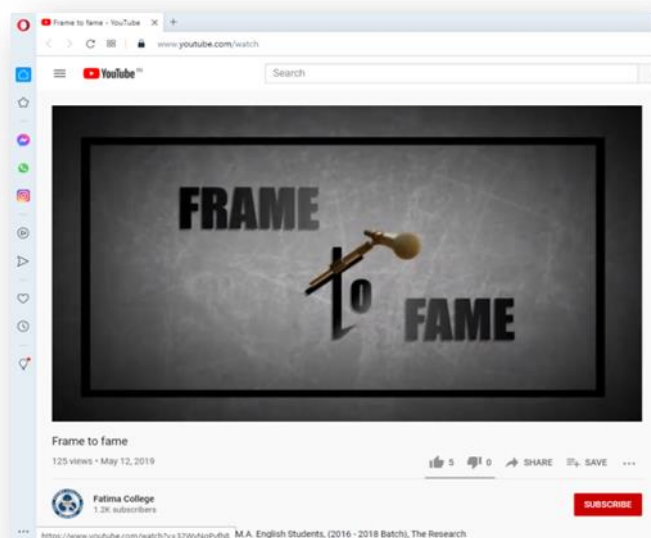 Frame to fame - YouTube
www.youtube.com/watch
YouTube
Search
FRAME
To
FAME
Frame to fame
125 views • May 12, 2019
5
0
SHARE
SAVE
Fatima College
1.2K subscribers
SUBSCRIBE
M.A. English Students, (2016 - 2018 Batch), The Research